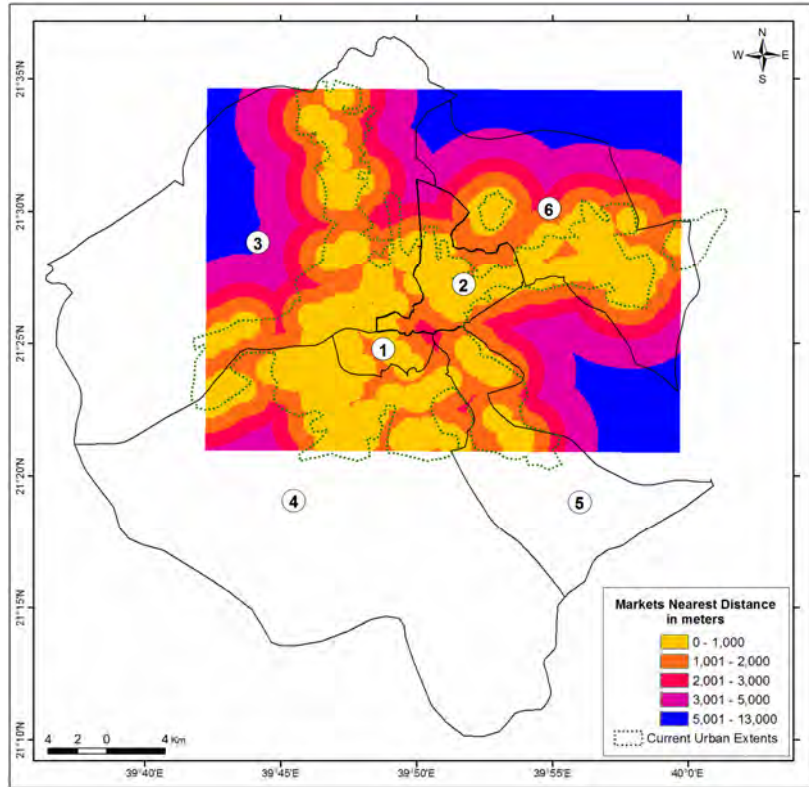 N
W E
S
21°35'N
21°30'N
21°25'N
21°20'N
21°15'N
21°10'N
6
3
2
1
4
5
Markets Nearest Distance
in meters
0 - 1,000
1,001 - 2,000
2,001 - 3,000
3,001 - 5,000
5,001 - 13,000
Current Urban Extents
4 2 0 4 Km
39°40'E 39°45'E 39°50'E 39°55'E 40°0'E